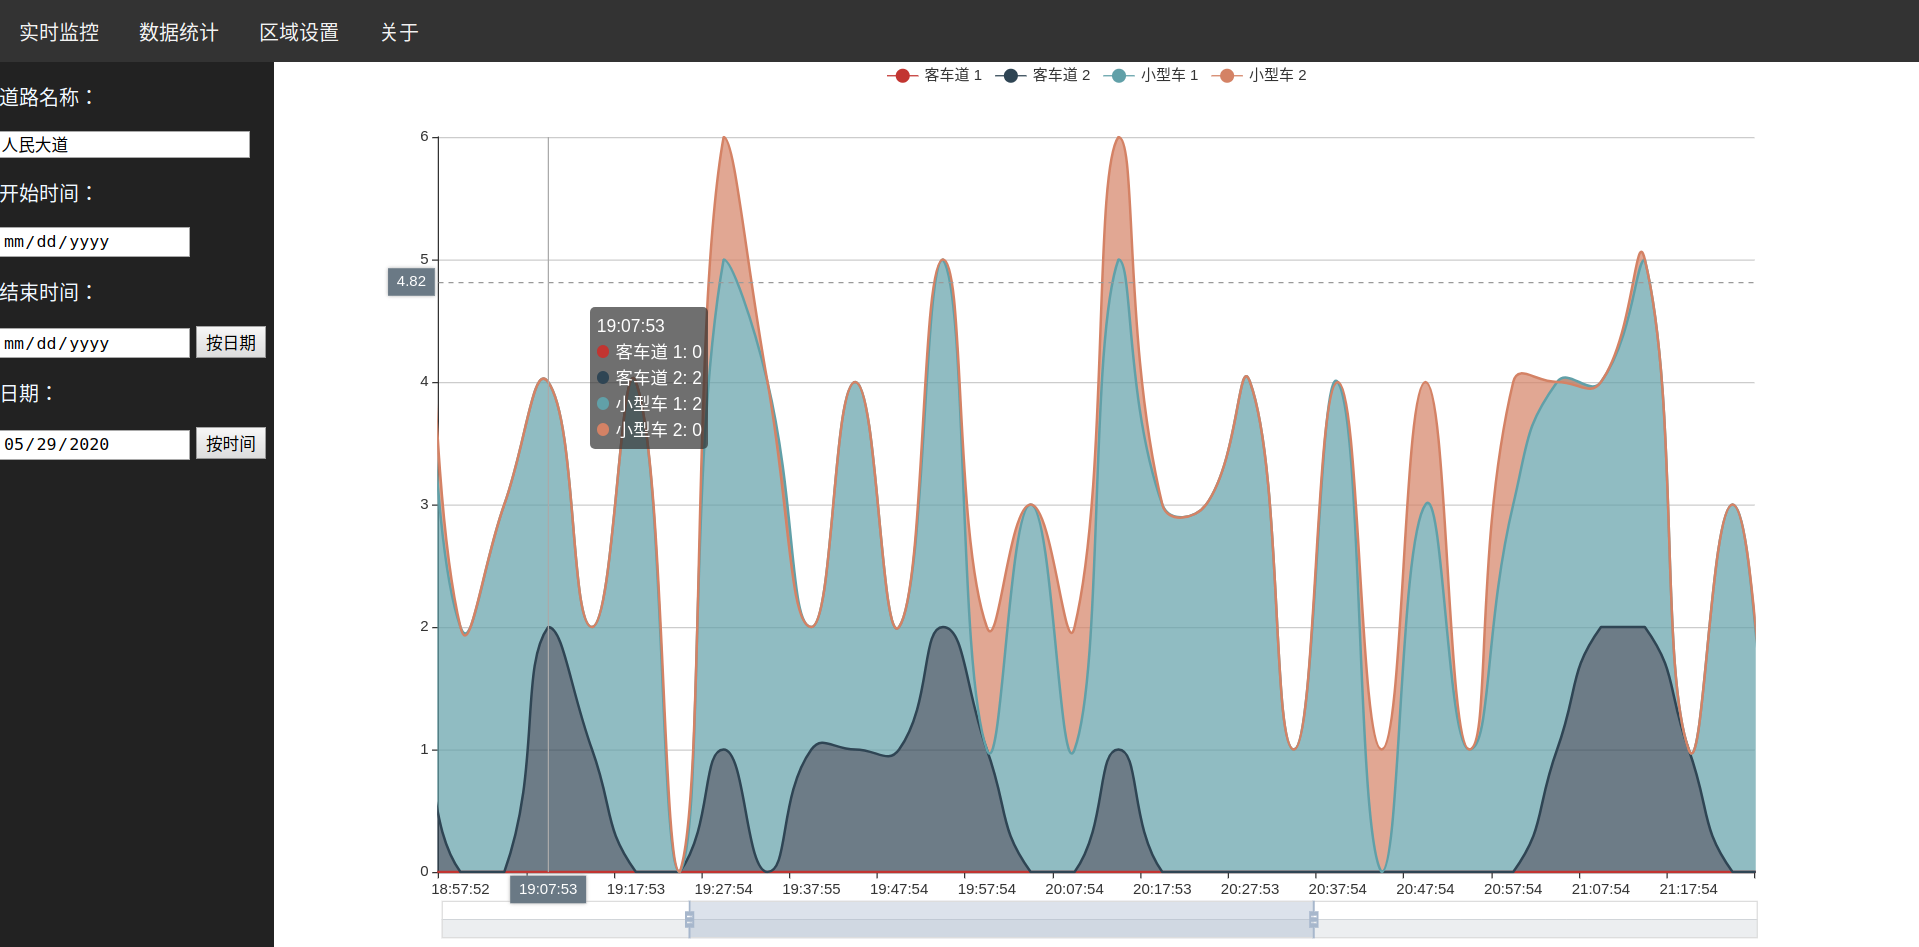 实时监控 数据统计 区域设置 关于
道路名称：
人民大道
开始时间：
mm/dd/yyyy
结束时间：
mm/dd/yyyy 按日期
日期：
05/29/2020 按时间
客车道 1 客车道 2 小型车 1 小型车 2
6
5
4.82
4
3
2
1
0
19:07:53
客车道 1: 0
客车道 2: 2
小型车 1: 2
小型车 2: 0
18:57:52 19:07:53 19:17:53 19:27:54 19:37:55 19:47:54 19:57:54 20:07:54 20:17:53 20:27:53 20:37:54 20:47:54 20:57:54 21:07:54 21:17:54